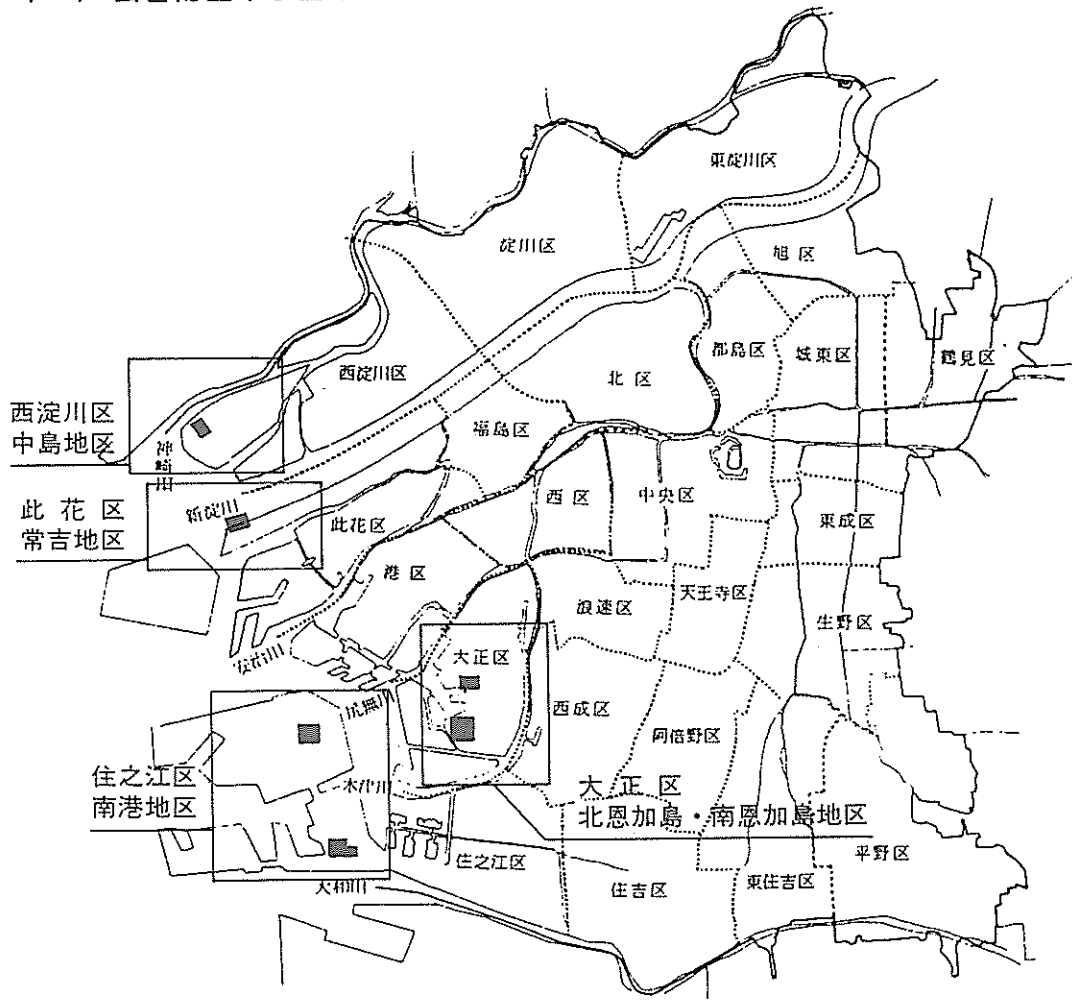 東淀川区
淀川区
旭区
都島区
城東区
鶴見区
西淀川区
北区
西淀川区
中島地区
福島区
神崎川
此花区
常吉地区
新淀川
此花区
西区
中央区
東成区
港区
浪速区
天王寺区
生野区
安治川
大正区
尻無川
西成区
阿倍野区
住之江区
南港地区
木津川
大正区
北恩加島・南恩加島地区
住之江区
平野区
大和川
住吉区
東住吉区